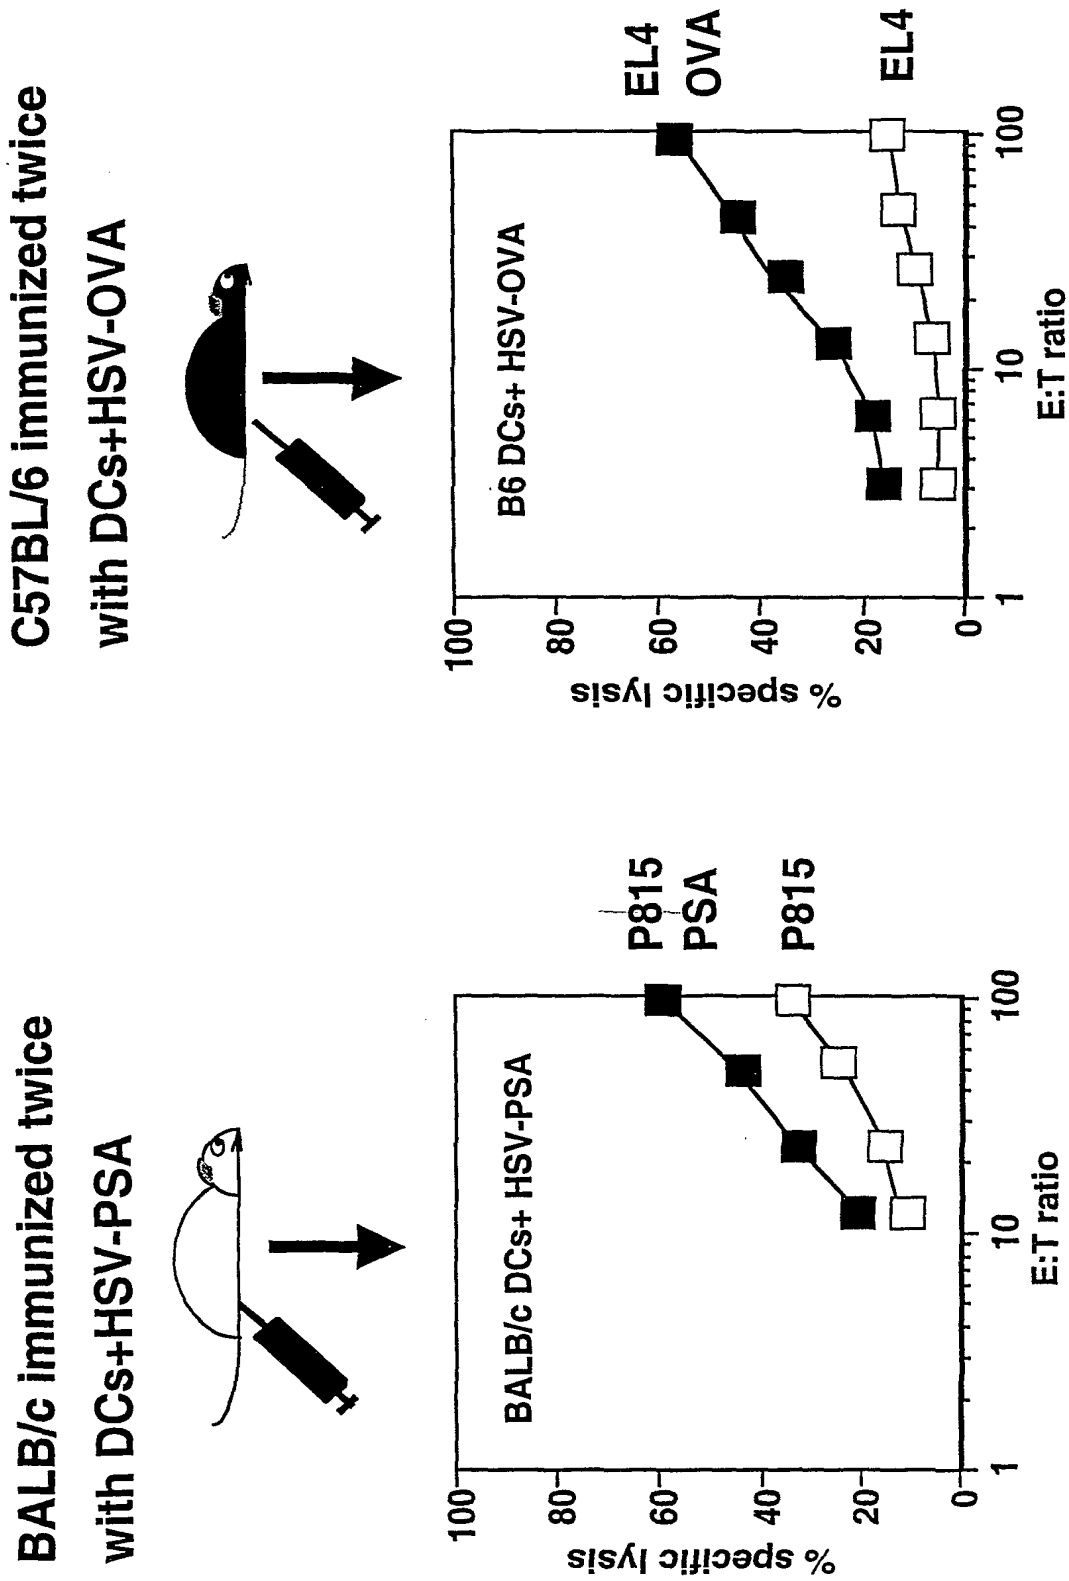 BALB/c immunized twice
with DCs+HSV-PSA
% specific lysis
100
80
60
40
20
0
BALB/c DCs+ HSV-PSA
P815
PSA
P815
1
10
100
E:T ratio
C57BL/6 immunized twice
with DCs+HSV-OVA
% specific lysis
100
80
60
40
20
0
B6 DCs+ HSV-OVA
EL4
OVA
EL4
1
10
100
E:T ratio